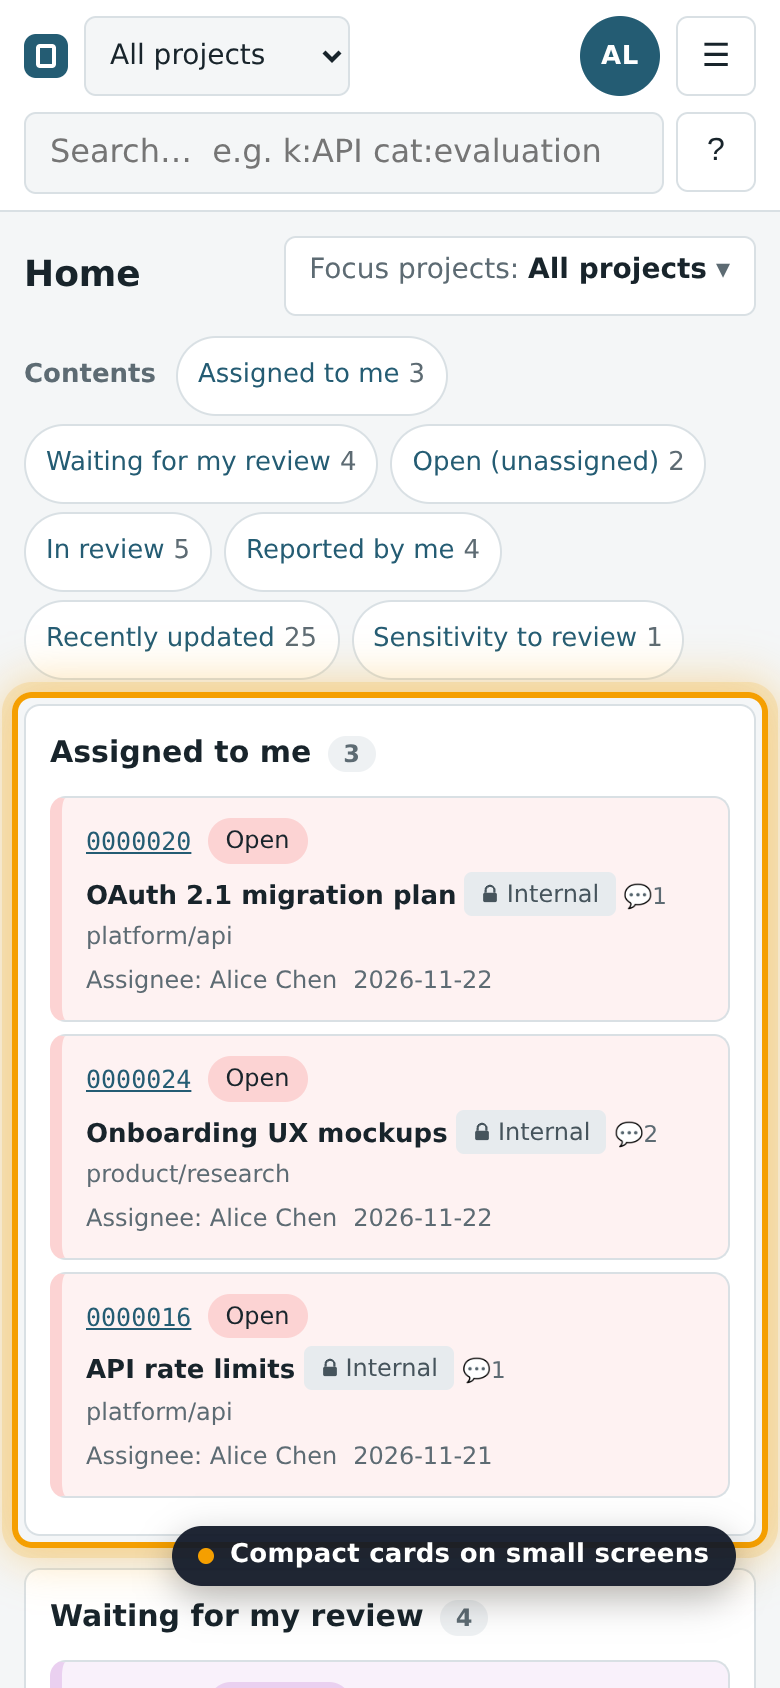 All projects
AL
☰
Search... e.g. k:API cat:evaluation
?
Home
Focus projects: All projects ▾
Contents
Assigned to me 3
Waiting for my review 4
Open (unassigned) 2
In review 5
Reported by me 4
Recently updated 25
Sensitivity to review 1
Assigned to me 3
0000020 Open
OAuth 2.1 migration plan Internal 💬1
platform/api
Assignee: Alice Chen 2026-11-22
0000024 Open
Onboarding UX mockups Internal 💬2
product/research
Assignee: Alice Chen 2026-11-22
0000016 Open
API rate limits Internal 💬1
platform/api
Assignee: Alice Chen 2026-11-21
Compact cards on small screens
Waiting for my review 4